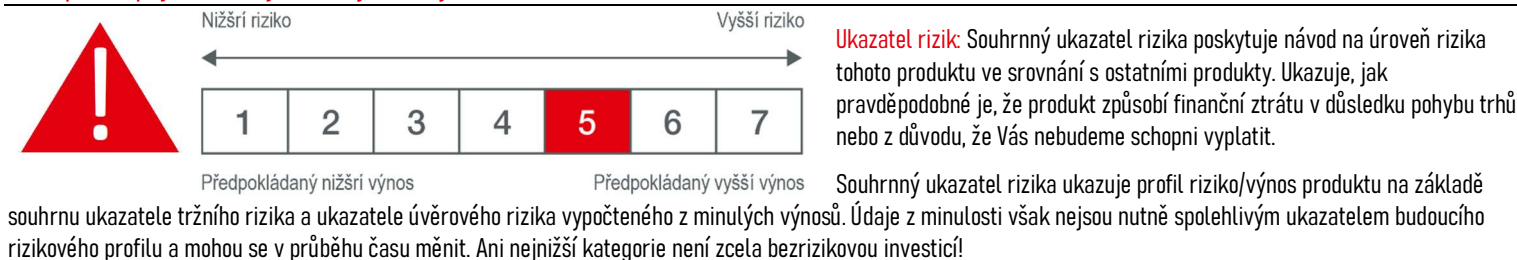 Nižšrí riziko
Vyšší riziko
1 2 3 4 5 6 7
Předpokládaný nižšrí výnos
Předpokládaný vyšší výnos
Ukazatel rizik: Souhrnný ukazatel rizika poskytuje návod na úroveň rizika
tohoto produktu ve srovnání s ostatními produkty. Ukazuje, jak
pravděpodobné je, že produkt způsobí finanční ztrátu v důsledku pohybu trhů
nebo z důvodu, že Vás nebudeme schopni vyplatit.
Souhrnný ukazatel rizika ukazuje profil riziko/výnos produktu na základě
souhrnu ukazatele tržního rizika a ukazatele úvěrového rizika vypočteného z minulých výnosů. Údaje z minulosti však nejsou nutně spolehlivým ukazatelem budoucího
rizikového profilu a mohou se v průběhu času měnit. Ani nejnižší kategorie není zcela bezrizikovou investicí!